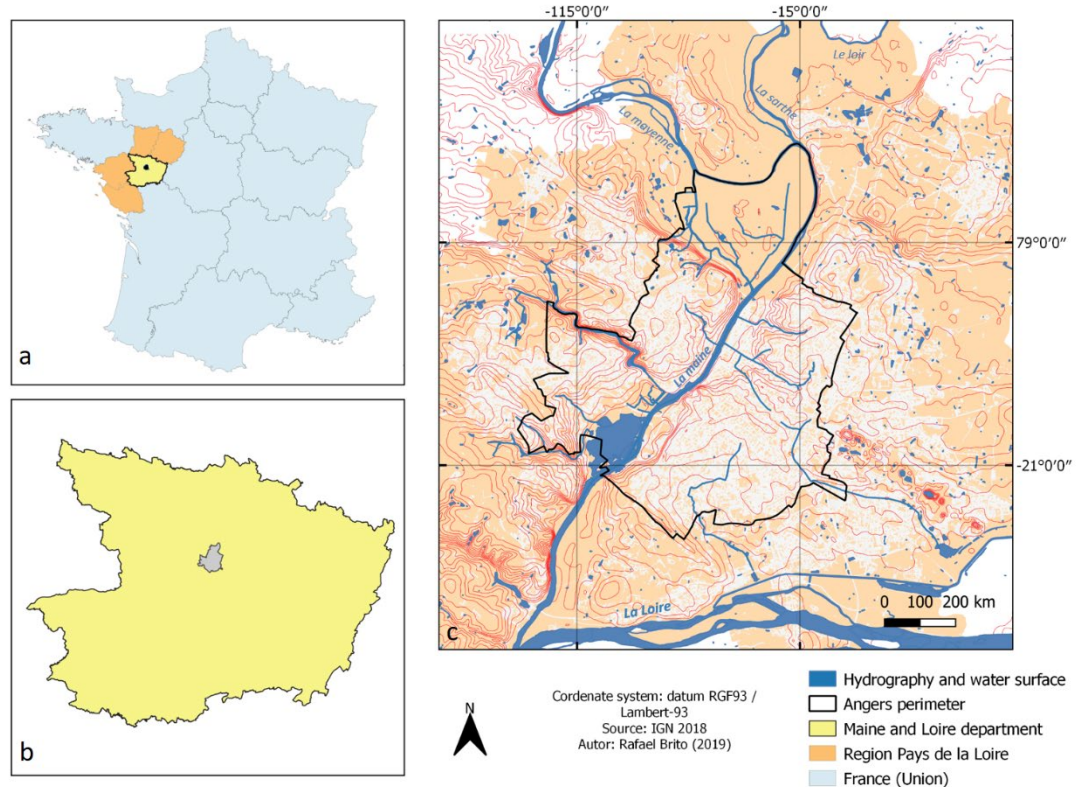 a
b
-115°0'0"
-15°0'0"
Le loir
La sarthe
La mayenne
79°0'0"
La maine
-21°0'0"
La Loire
0 100 200 km
c
N
Cordenate system: datum RGF93 /
Lambert-93
Source: IGN 2018
Autor: Rafael Brito (2019)
Hydrography and water surface
Angers perimeter
Maine and Loire department
Region Pays de la Loire
France (Union)